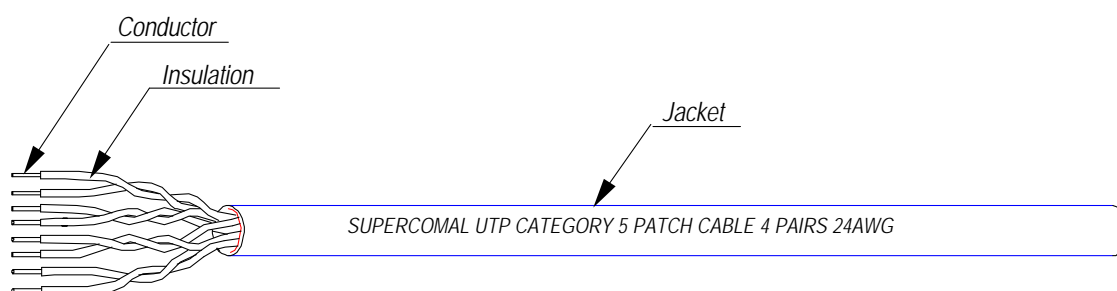 Conductor
Insulation
Jacket
SUPERCOMAL UTP CATEGORY 5 PATCH CABLE 4 PAIRS 24AWG